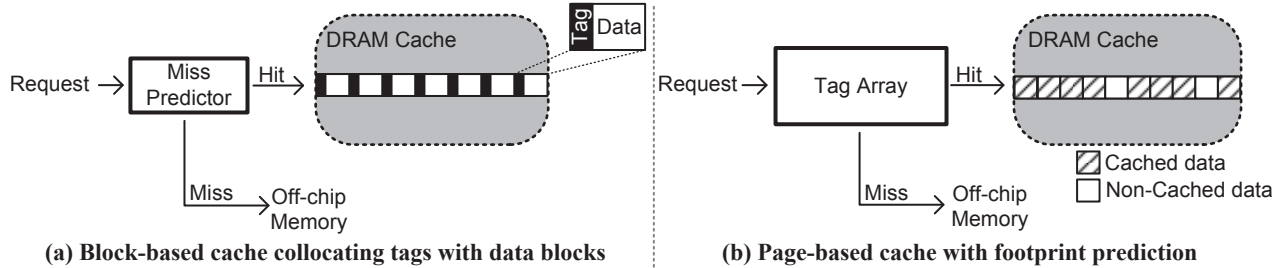 DRAM Cache
Tag
Data
Request
Miss
Predictor
Hit
Miss
Off-chip
Memory
(a) Block-based cache collocating tags with data blocks
DRAM Cache
Request
Tag Array
Hit
Cached data
Non-Cached data
Miss
Off-chip
Memory
(b) Page-based cache with footprint prediction